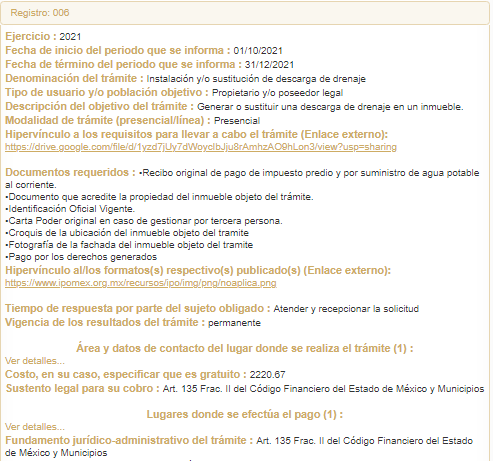 Registro: 006
Ejercicio : 2021
Fecha de inicio del periodo que se informa : 01/10/2021
Fecha de término del periodo que se informa : 31/12/2021
Denominación del trámite : Instalación y/o sustitución de descarga de drenaje
Tipo de usuario y/o población objetivo : Propietario y/o poseedor legal
Descripción del objetivo del trámite : Generar o sustituir una descarga de drenaje en un inmueble.
Modalidad de trámite (presencial/línea) : Presencial
Hipervínculo a los requisitos para llevar a cabo el trámite (Enlace externo):
Documentos requeridos : •Recibo original de pago de impuesto predio y por suministro de agua potable
al corriente.
•Documento que acredite la propiedad del inmueble objeto del trámite.
•Identificación Oficial Vigente.
•Carta Poder original en caso de gestionar por tercera persona.
•Croquis de la ubicación del inmueble objeto del tramite
•Fotografía de la fachada del inmueble objeto del tramite
•Pago por los derechos generados
Hipervínculo al/los formatos(s) respectivo(s) publicado(s) (Enlace externo):
https://www.ipomex.org.mx/recursos/ipo/img/png/noaplica.png
Tiempo de respuesta por parte del sujeto obligado : Atender y recepcionar la solicitud
Vigencia de los resultados del trámite : permanente
Área y datos de contacto del lugar donde se realiza el trámite (1) :
Ver detalles...
Costo, en su caso, especificar que es gratuito : 2220.67
Sustento legal para su cobro : Art. 135 Frac. II del Código Financiero del Estado de México y Municipios
Lugares donde se efectúa el pago (1) :
Ver detalles...
Fundamento jurídico-administrativo del trámite : Art. 135 Frac. II del Código Financiero del Estado
de México y Municipios